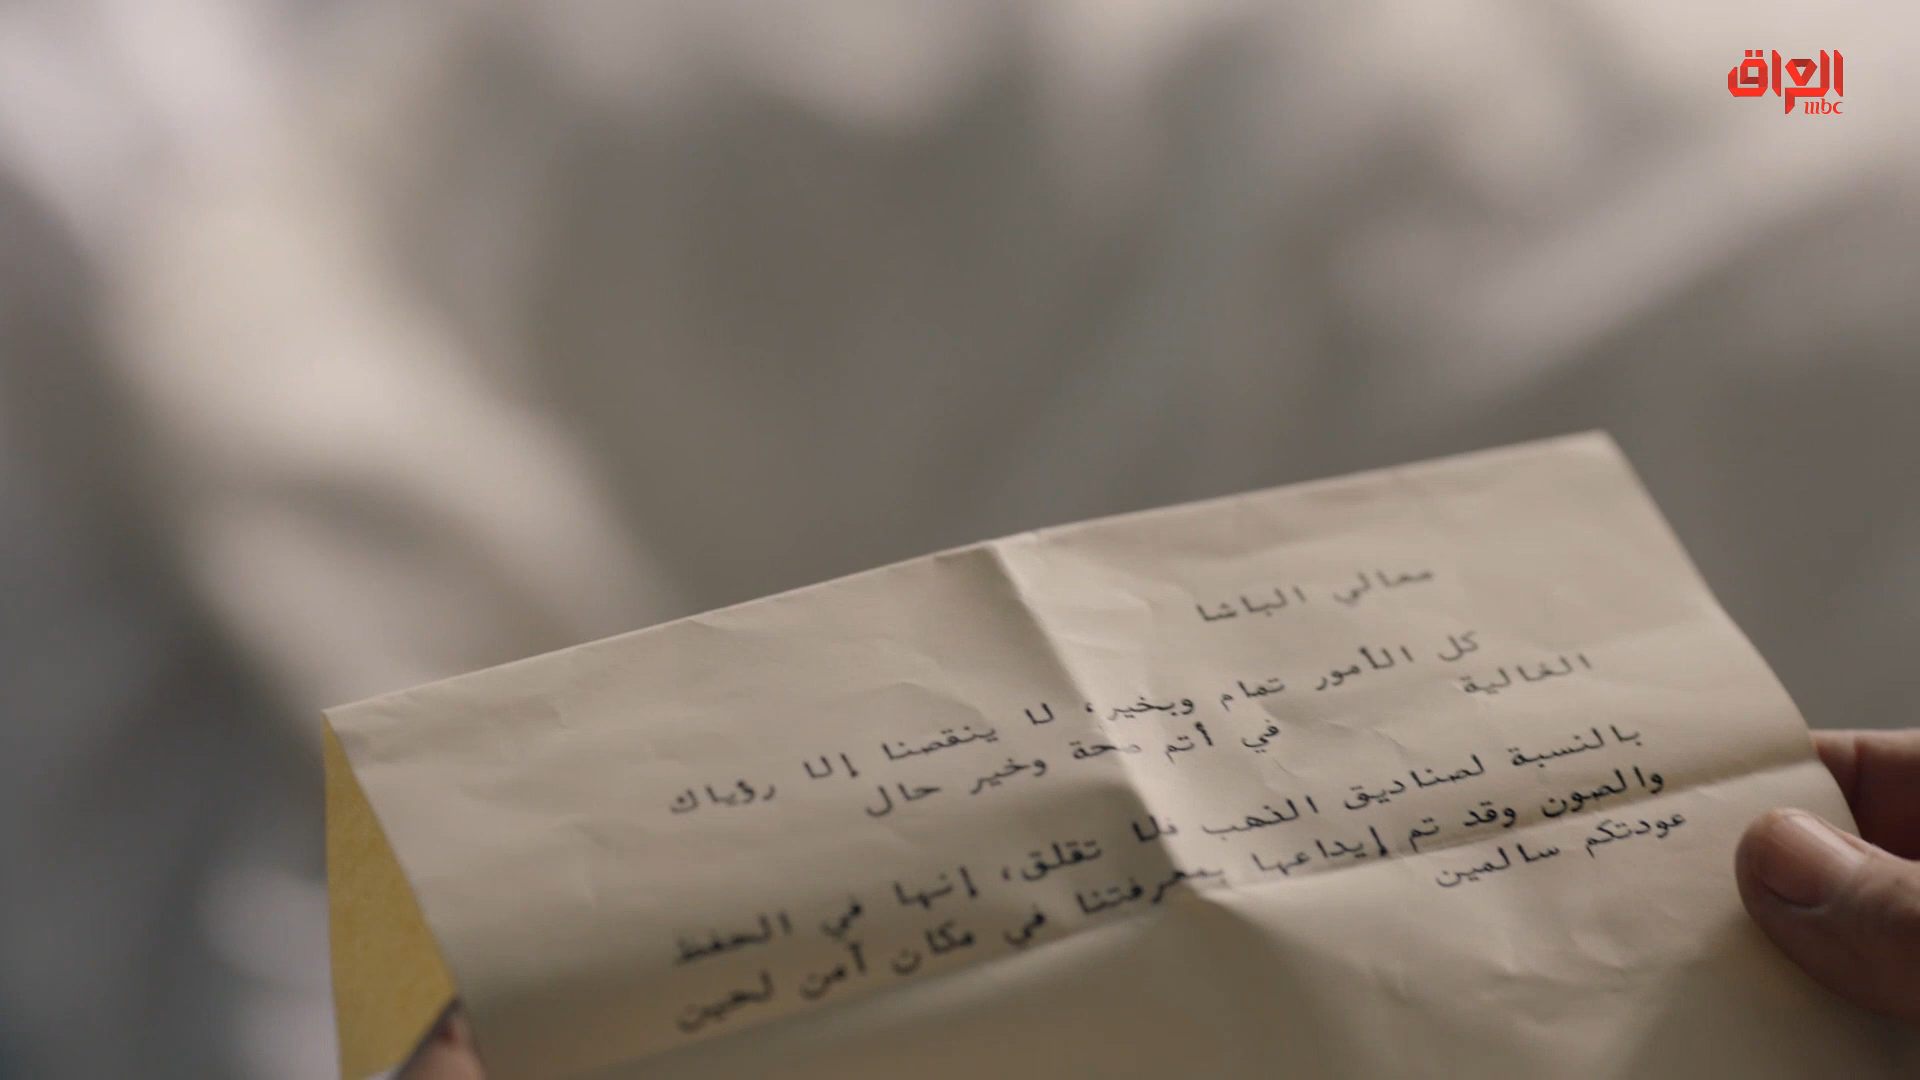 العراق
mbc
معالي الباشا
كل الأمور تمام وبخير، لا ينقصنا إلا رؤياك
الغالية في أتم صحة وخير حال
بالنسبة لصناديق الذهب فلا تقلق، إنها في الحفظ
والصون وقد تم إيداعها بمعرفتنا في مكان آمن لحين
عودتكم سالمين